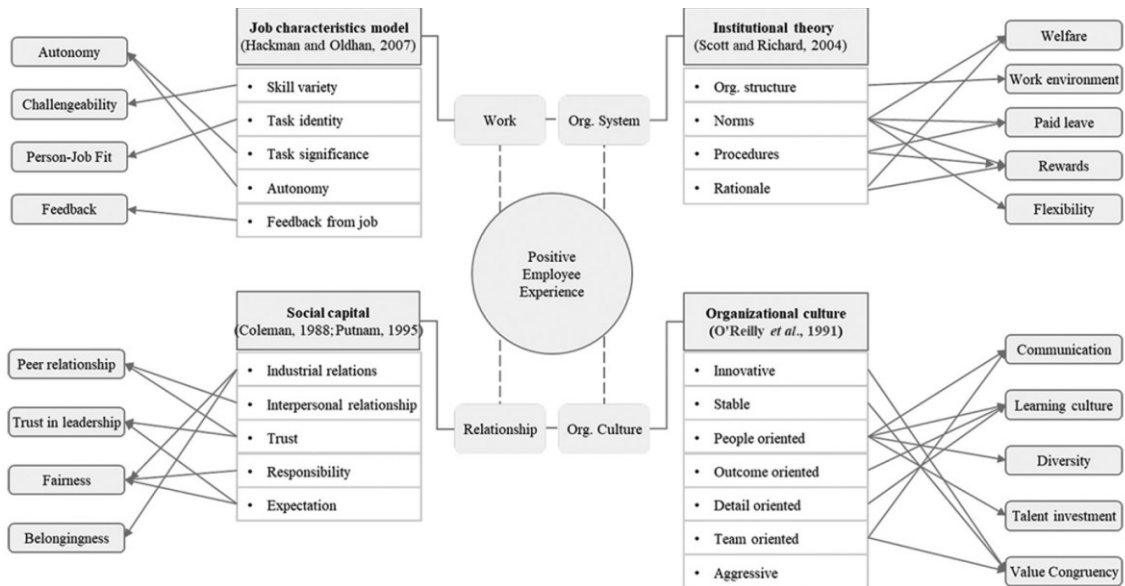 Job characteristics model
(Hackman and Oldhan, 2007)
• Skill variety
• Task identity
• Task significance
• Autonomy
• Feedback from job
Autonomy
Challengeability
Person-Job Fit
Feedback
Work
Org. System
Institutional theory
(Scott and Richard, 2004)
• Org. structure
• Norms
• Procedures
• Rationale
Welfare
Work environment
Paid leave
Rewards
Flexibility
Positive
Employee
Experience
Social capital
(Coleman, 1988; Putnam, 1995)
• Industrial relations
• Interpersonal relationship
• Trust
• Responsibility
• Expectation
Peer relationship
Trust in leadership
Fairness
Belongingness
Relationship
Org. Culture
Organizational culture
(O'Reilly et al., 1991)
• Innovative
• Stable
• People oriented
• Outcome oriented
• Detail oriented
• Team oriented
• Aggressive
Communication
Learning culture
Diversity
Talent investment
Value Congruency